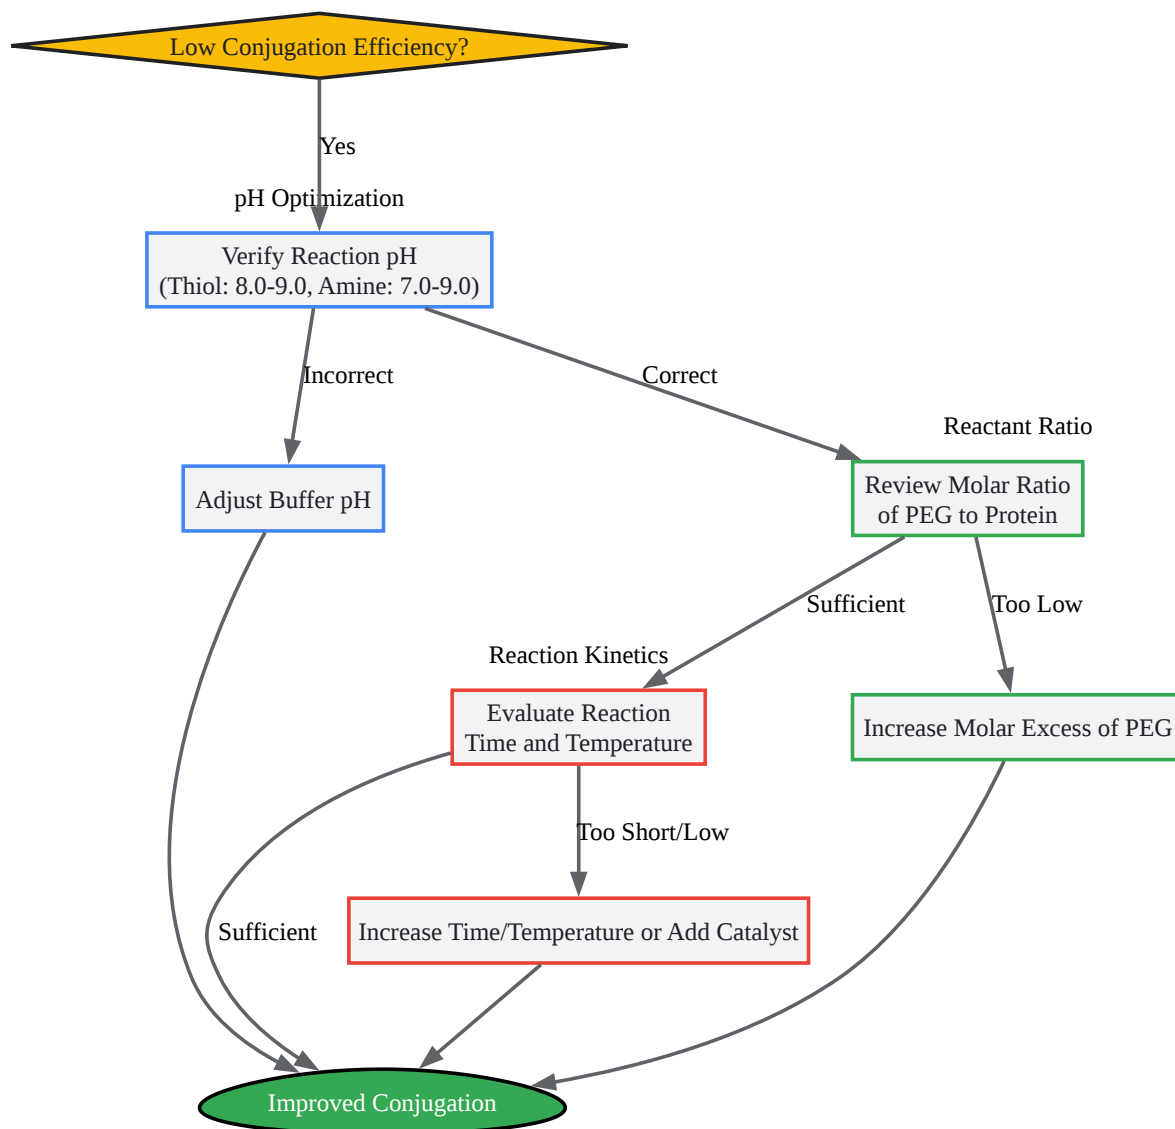 Low Conjugation Efficiency?
Yes
pH Optimization
Verify Reaction pH
(Thiol: 8.0-9.0, Amine: 7.0-9.0)
Incorrect
Correct
Reactant Ratio
Adjust Buffer pH
Review Molar Ratio
of PEG to Protein
Sufficient
Too Low
Reaction Kinetics
Evaluate Reaction
Time and Temperature
Increase Molar Excess of PEG
Too Short/Low
Sufficient
Increase Time/Temperature or Add Catalyst
Improved Conjugation